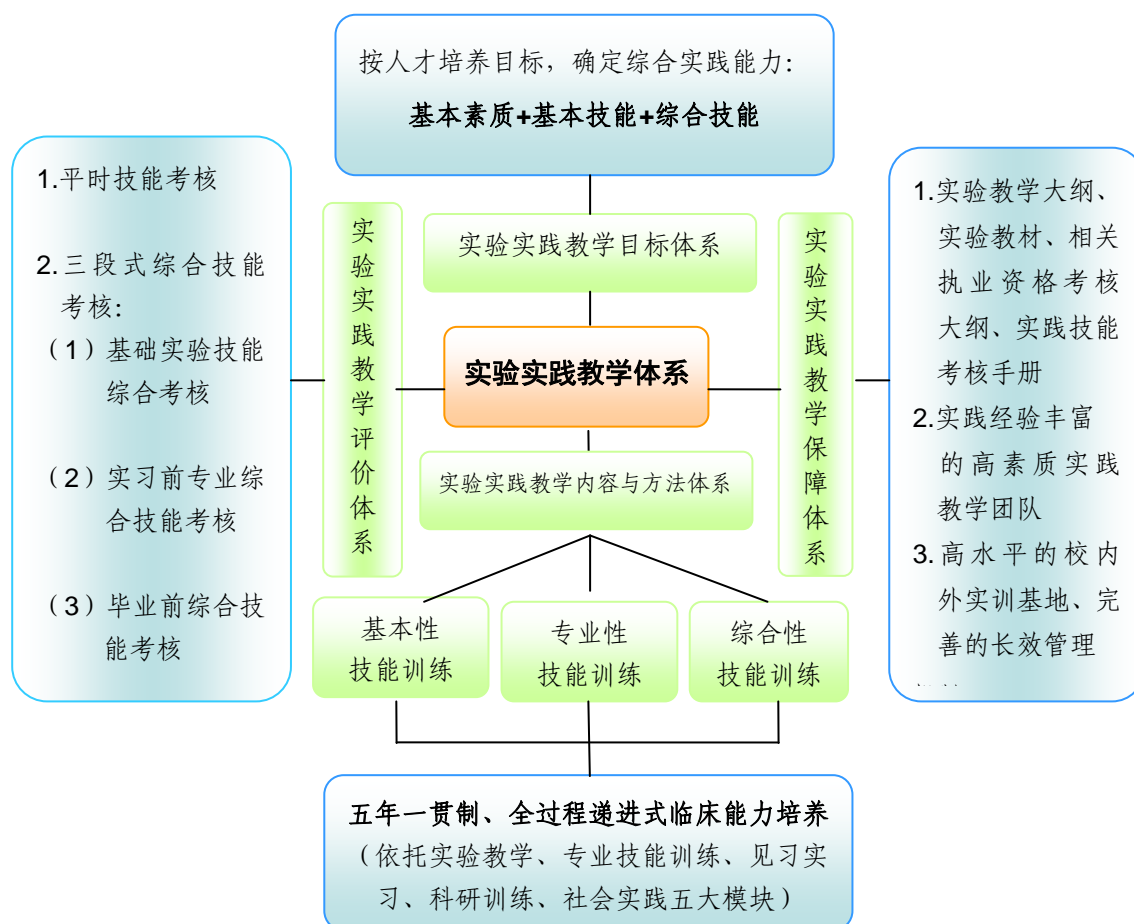 按人才培养目标，确定综合实践能力：
基本素质+基本技能+综合技能
1.平时技能考核
2.三段式综合技能
考核：
（1）基础实验技能
综合考核
（2）实习前专业综
合技能考核
（3）毕业前综合技
能考核
实验实践教学评价体系
实验实践教学目标体系
实验实践教学体系
实验实践教学内容与方法体系
实验实践教学保障体系
1.实验教学大纲、
实验教材、相关
执业资格考核
大纲、实践技能
考核手册
2.实践经验丰富
的高素质实践
教学团队
3.高水平的校内
外实训基地、完
善的长效管理
基本性
技能训练
专业性
技能训练
综合性
技能训练
五年一贯制、全过程递进式临床能力培养
（依托实验教学、专业技能训练、见习实
习、科研训练、社会实践五大模块）